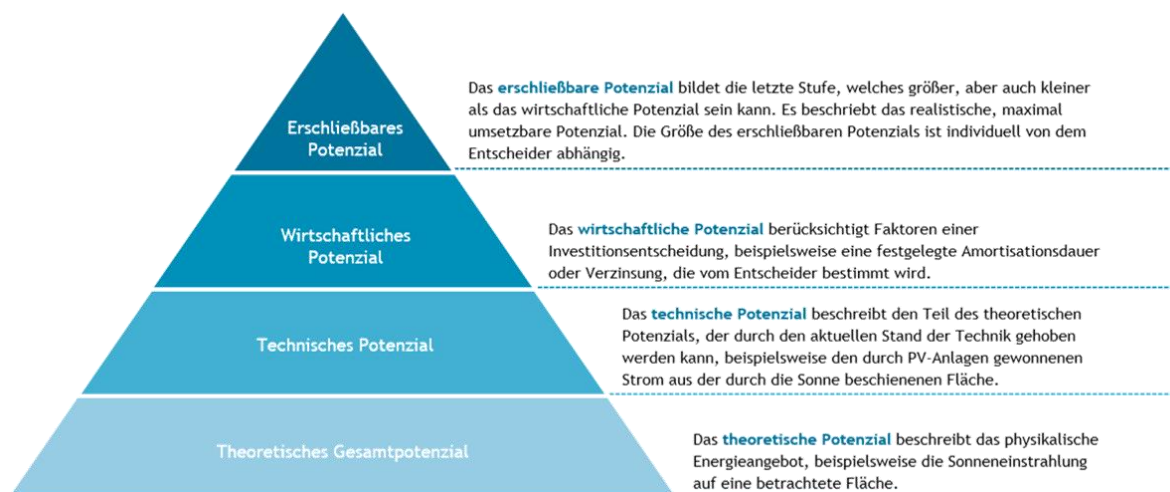 Erschließbares
Potenzial
Das erschließbare Potenzial bildet die letzte Stufe, welches größer, aber auch kleiner
als das wirtschaftliche Potenzial sein kann. Es beschriebt das realistische, maximal
umsetzbare Potenzial. Die Größe des erschließbaren Potenzials ist individuell von dem
Entscheider abhängig.
Wirtschaftliches
Potenzial
Das wirtschaftliche Potenzial berücksichtigt Faktoren einer
Investitionsentscheidung, beispielsweise eine festgelegte Amortisationsdauer
oder Verzinsung, die vom Entscheider bestimmt wird.
Technisches Potenzial
Das technische Potenzial beschreibt den Teil des theoretischen
Potenzials, der durch den aktuellen Stand der Technik gehoben
werden kann, beispielsweise den durch PV-Anlagen gewonnenen
Strom aus der durch die Sonne beschienenen Fläche.
Theoretisches Gesamtpotenzial
Das theoretische Potenzial beschreibt das physikalische
Energieangebot, beispielsweise die Sonneneinstrahlung
auf eine betrachtete Fläche.